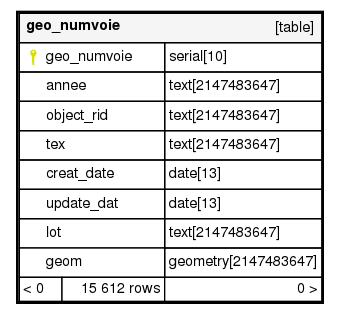 geo_numvoie [table]
geo_numvoie serial[10]
annee text[2147483647]
object_rid text[2147483647]
tex text[2147483647]
creat_date date[13]
update_dat date[13]
lot text[2147483647]
geom geometry[2147483647]
< 0 15 612 rows 0 >